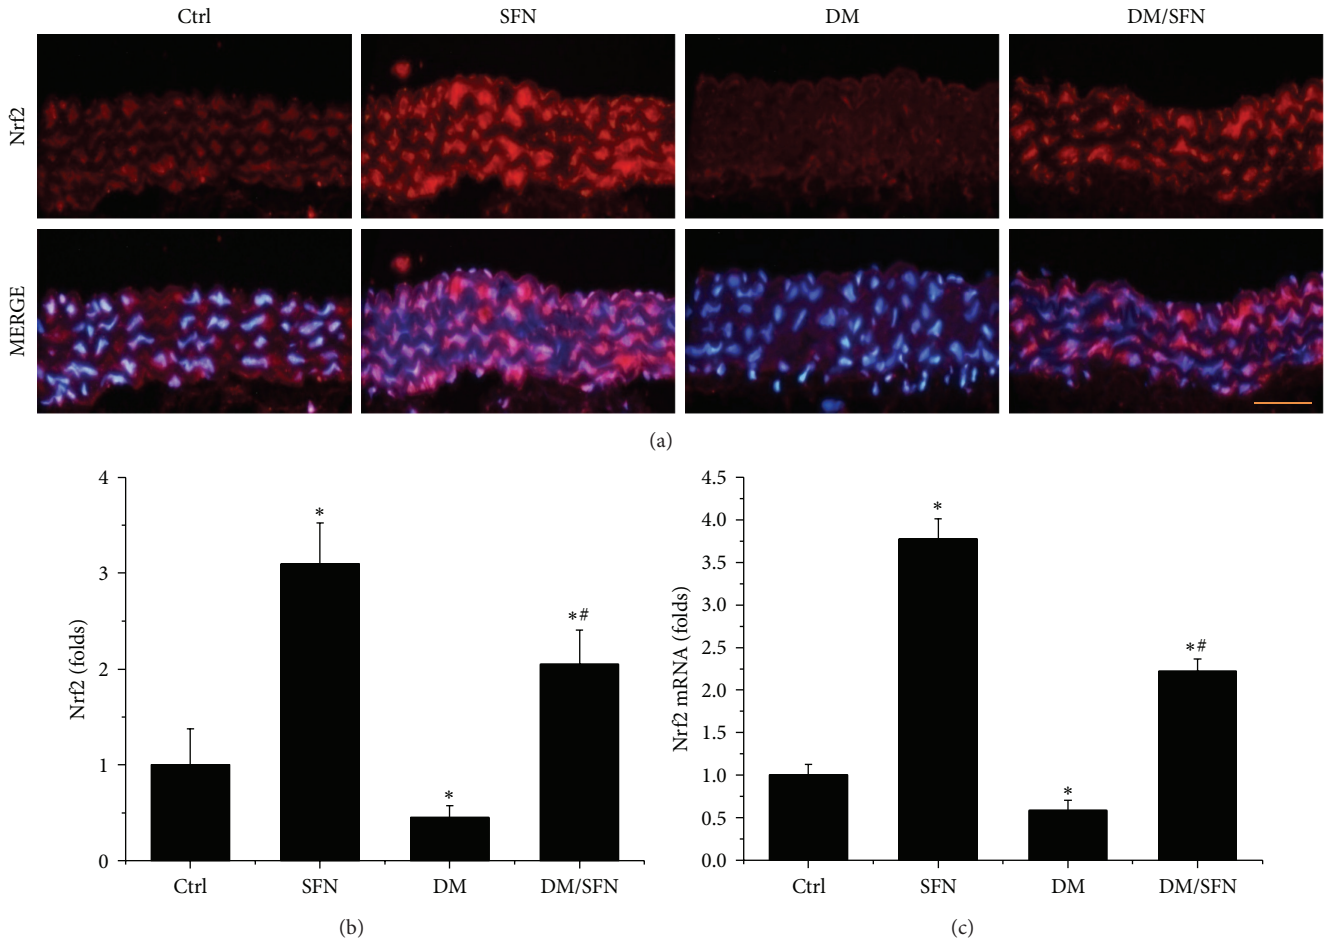 Ctrl SFN DM DM/SFN
Nrf2
MERGE
(a)
4
3
2
1
0
Nrf2 (folds)
*
*
*#
Ctrl SFN DM DM/SFN
(b)
4.5
4.0
3.5
3.0
2.5
2.0
1.5
1.0
0.5
0.0
Nrf2 mRNA (folds)
*
*
*#
Ctrl SFN DM DM/SFN
(c)